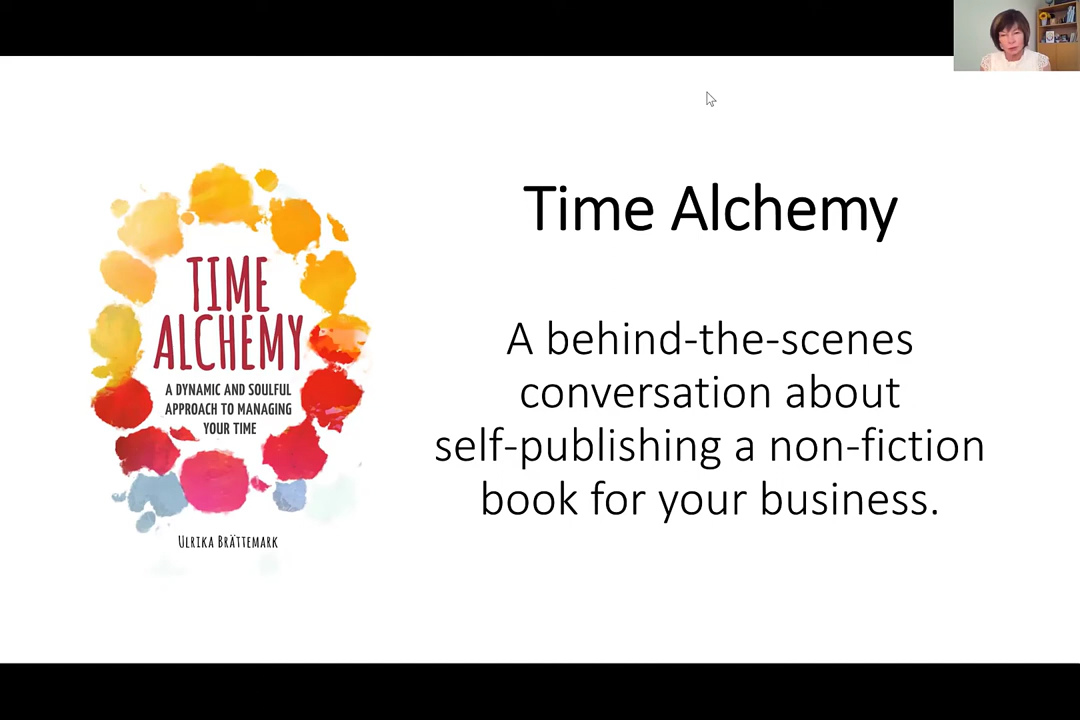 TIME
ALCHEMY
A DYNAMIC AND SOULFUL
APPROACH TO MANAGING
YOUR TIME
ULRIKA BRÄTTEMARK
Time Alchemy
A behind-the-scenes
conversation about
self-publishing a non-fiction
book for your business.